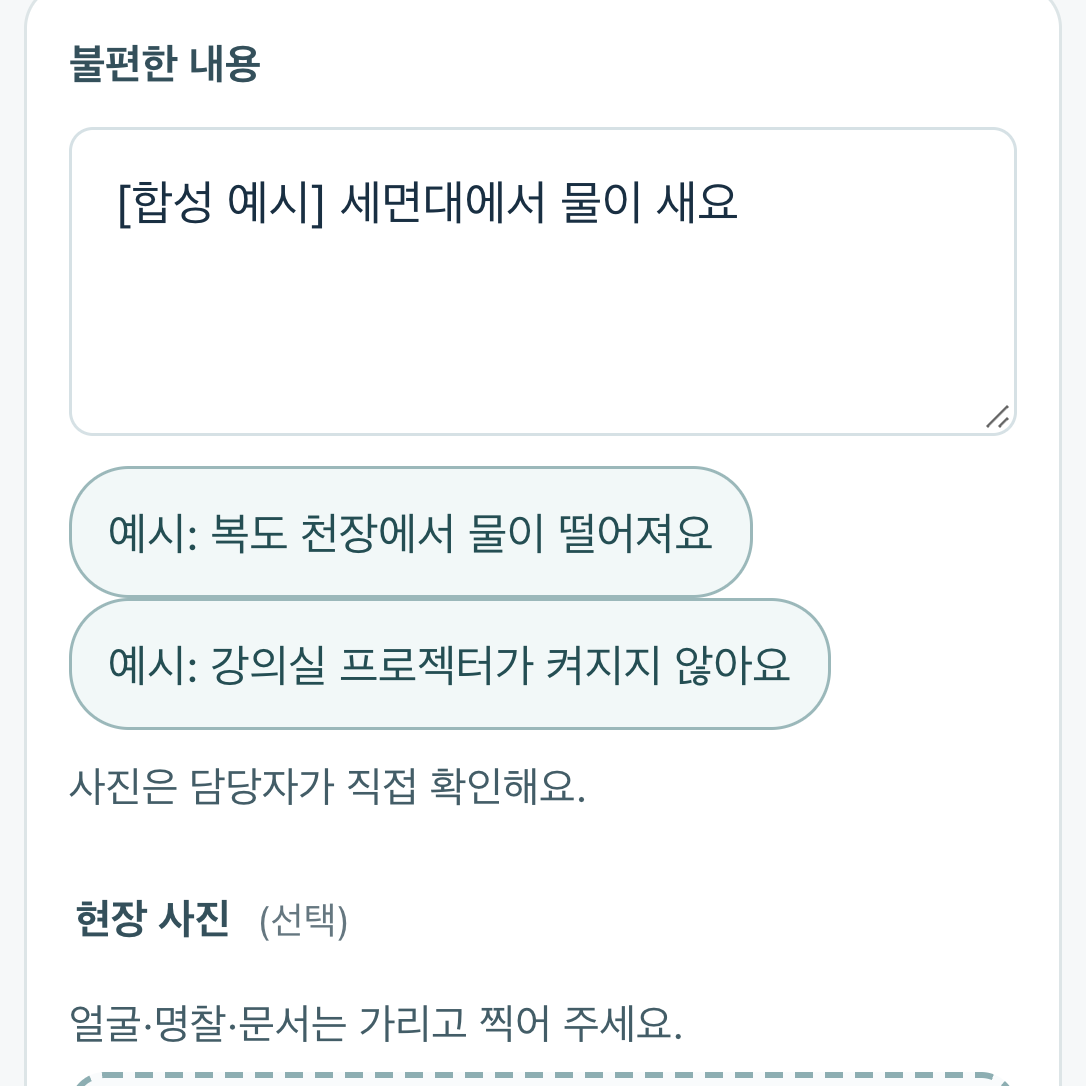 불편한 내용
[합성 예시] 세면대에서 물이 새요
예시: 복도 천장에서 물이 떨어져요
예시: 강의실 프로젝터가 켜지지 않아요
사진은 담당자가 직접 확인해요.
현장 사진 (선택)
얼굴·명찰·문서는 가리고 찍어 주세요.